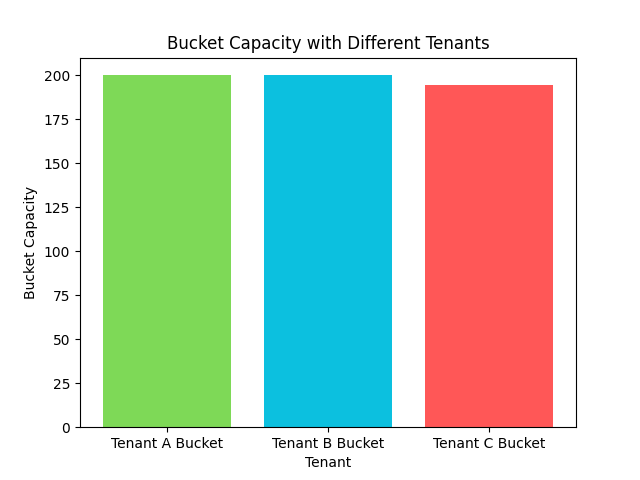 Bucket Capacity with Different Tenants
Bucket Capacity
200
175
150
125
100
75
50
25
0
Tenant A Bucket
Tenant B Bucket
Tenant C Bucket
Tenant